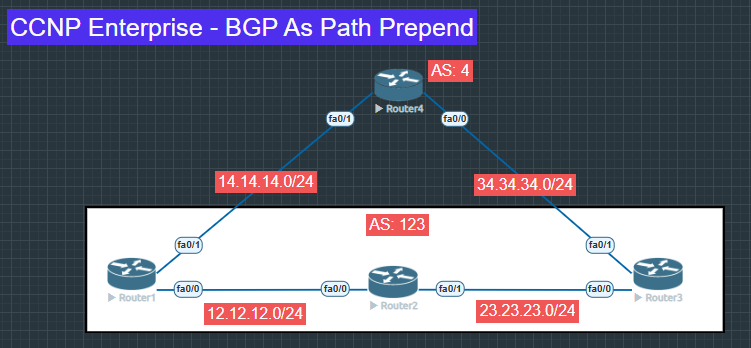 CCNP Enterprise - BGP As Path Prepend
AS: 4
Router4
fa0/1
fa0/0
14.14.14.0/24
34.34.34.0/24
AS: 123
fa0/1
fa0/1
Router1
fa0/0
fa0/0
Router2
fa0/1
fa0/0
Router3
12.12.12.0/24
23.23.23.0/24